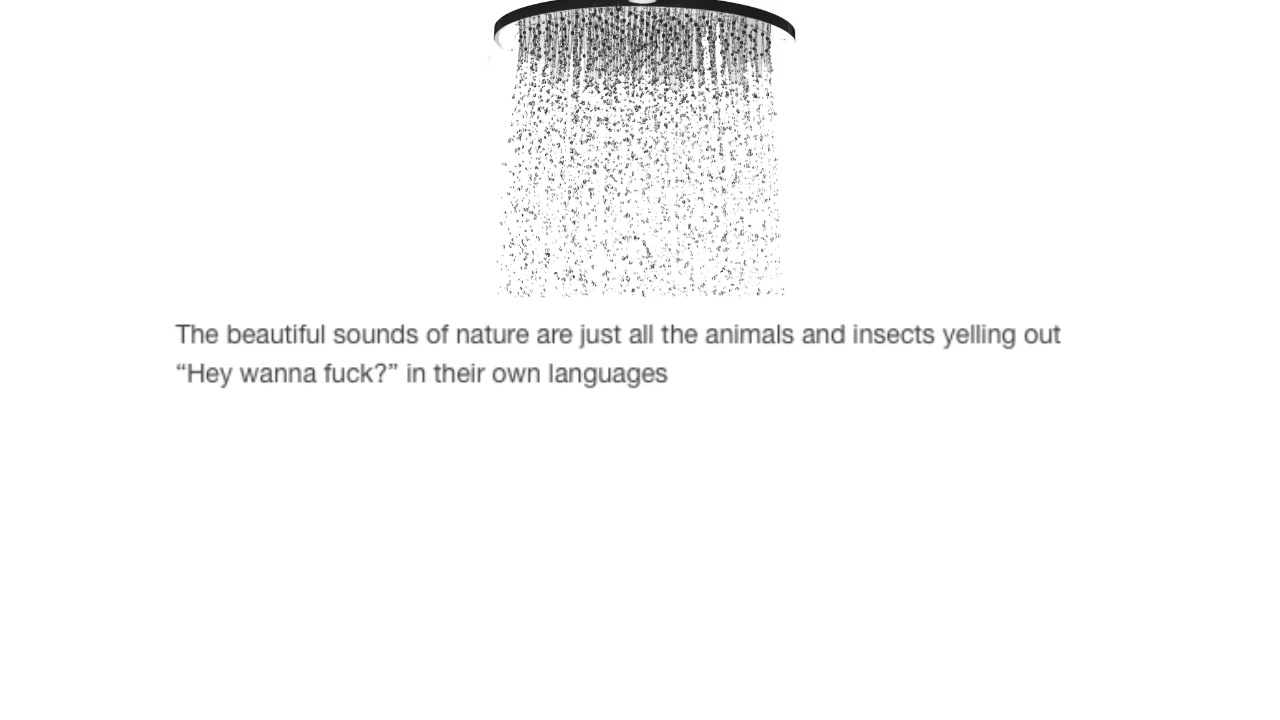 The beautiful sounds of nature are just all the animals and insects yelling out
“Hey wanna fuck?” in their own languages